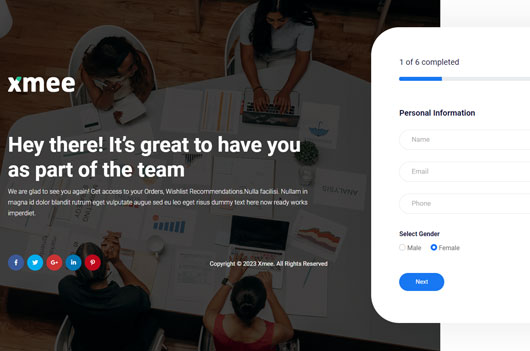 xmee
Hey there! It's great to have you
as part of the team
We are glad to see you again! Get access to your Orders, Wishlist Recommendations.Nulla facilisi. Nullam in
magna id dolor blandit rutrum eget vulputate augue sed eu leo eget risus dummy text here now ready works
imperdiet.
Copyright © 2023 Xmee. All Rights Reserved
1 of 6 completed
Personal Information
Name
Email
Phone
Select Gender
Male Female
Next